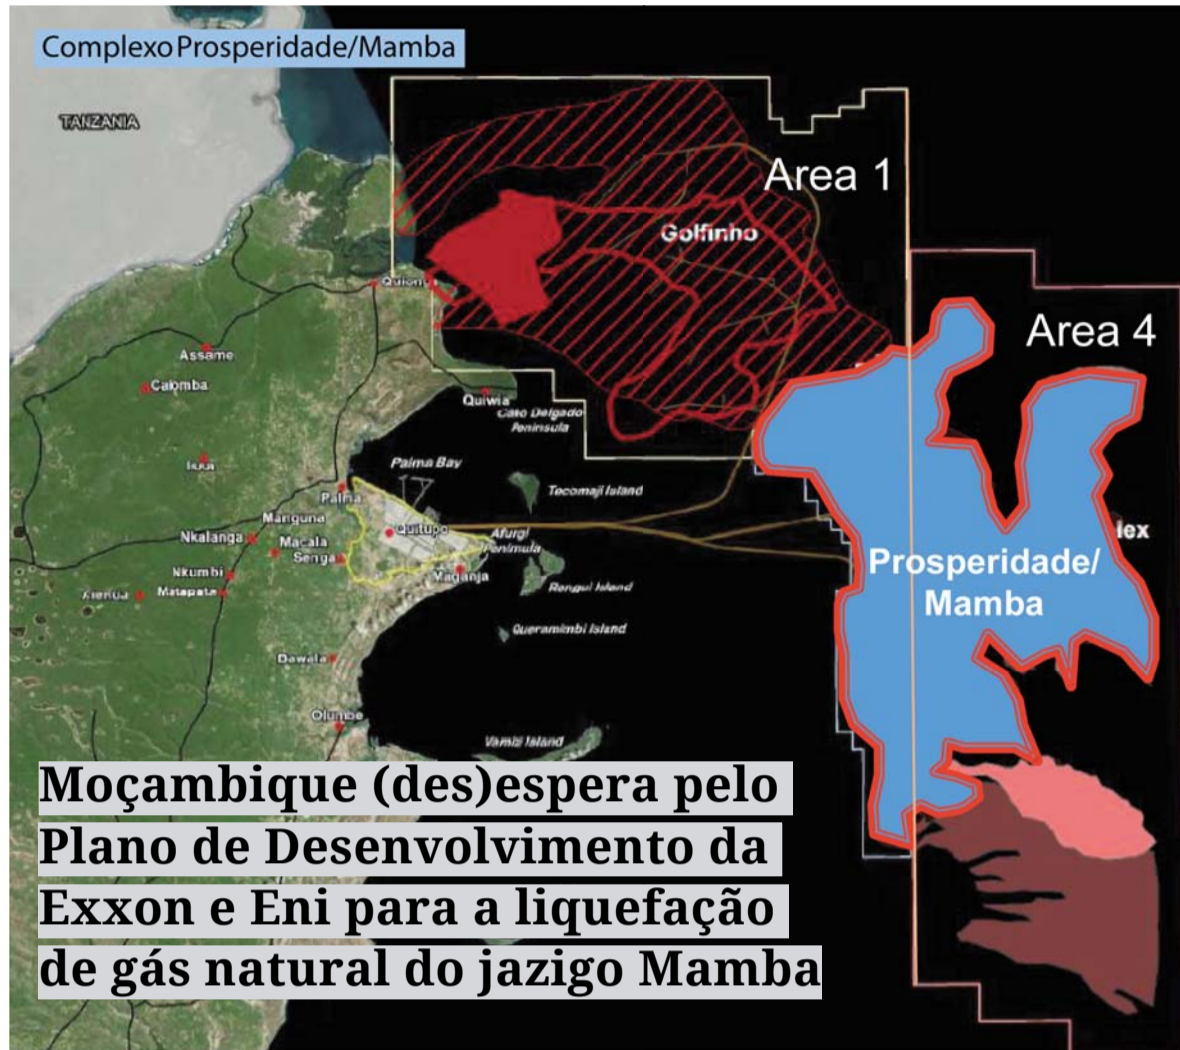 Complexo Prosperidade/Mamba
TANZANIA
Area 1
Golfinho
Area 4
Assame
Quiwia
Cabo Delgado
Peninsula
Palma Bay
Tecomaji Island
Palma
Quitupo
Manguna
Nkalanga
Macala
Senga
Afungi
Peninsula
Maganja
Nkumbi
Rongui Island
Matapata
Queramimbi Island
lex
Prosperidade/
Mamba
Dawala
Olumbe
Vamizi Island
Moçambique (des)espera pelo
Plano de Desenvolvimento da
Exxon e Eni para a liquefação
de gás natural do jazigo Mamba